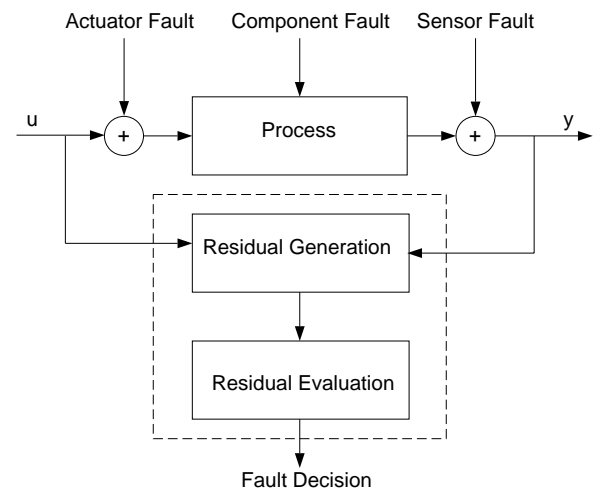 Actuator Fault Component Fault Sensor Fault
u y
+ Process +
Residual Generation
Residual Evaluation
Fault Decision